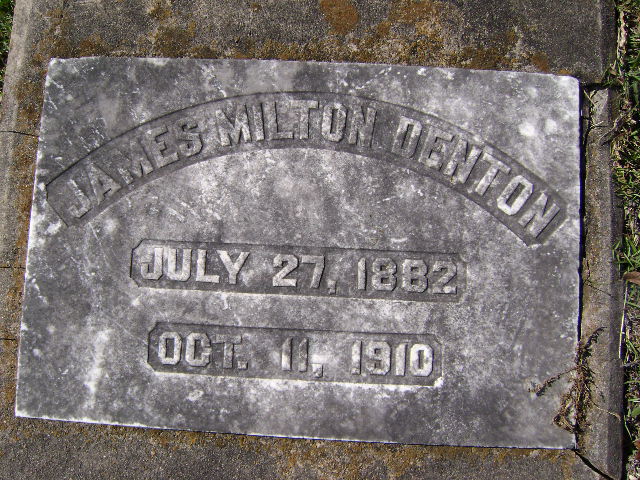 JAMES MILTON DENTON
JULY 27, 1882
OCT. 11, 1910